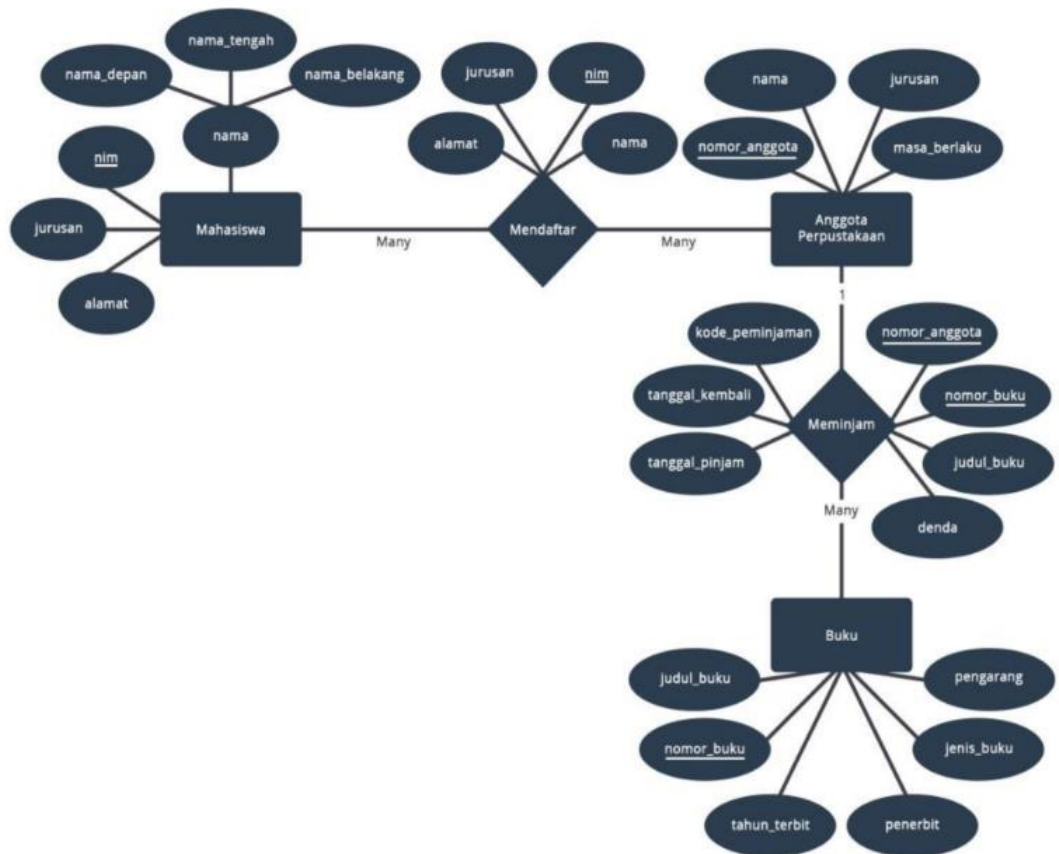 nama_tengah
nama_depan
nama_belakang
nama
nim
jurusan
alamat
Mahasiswa
Many
jurusan
nim
alamat
nama
Mendaftar
Many
nama
jurusan
nomor_anggota
masa_berlaku
Anggota
Perpustakaan
1
kode_peminjaman
nomor_anggota
tanggal_kembali
nomor_buku
Meminjam
tanggal_pinjam
judul_buku
denda
Many
Buku
judul_buku
pengarang
nomor_buku
jenis_buku
tahun_terbit
penerbit